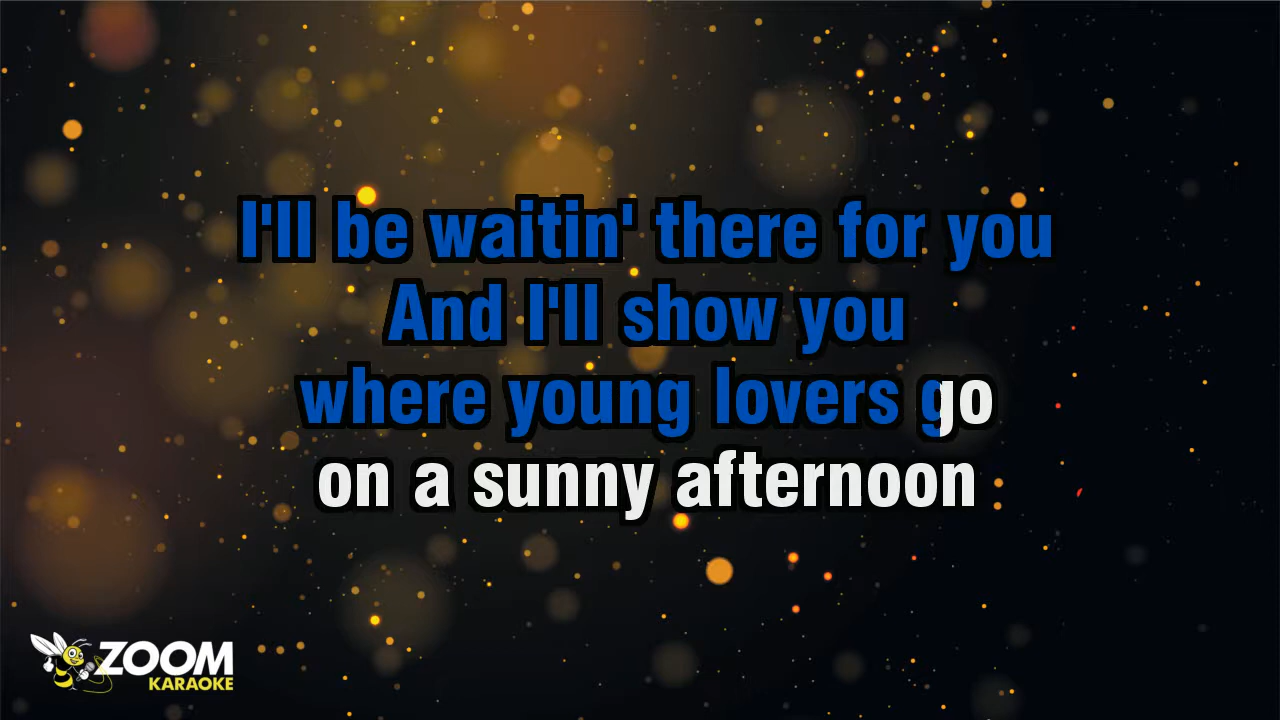 I'll be waitin' there for you
And I'll show you
where young lovers go
on a sunny afternoon
ZOOM
KARAOKE